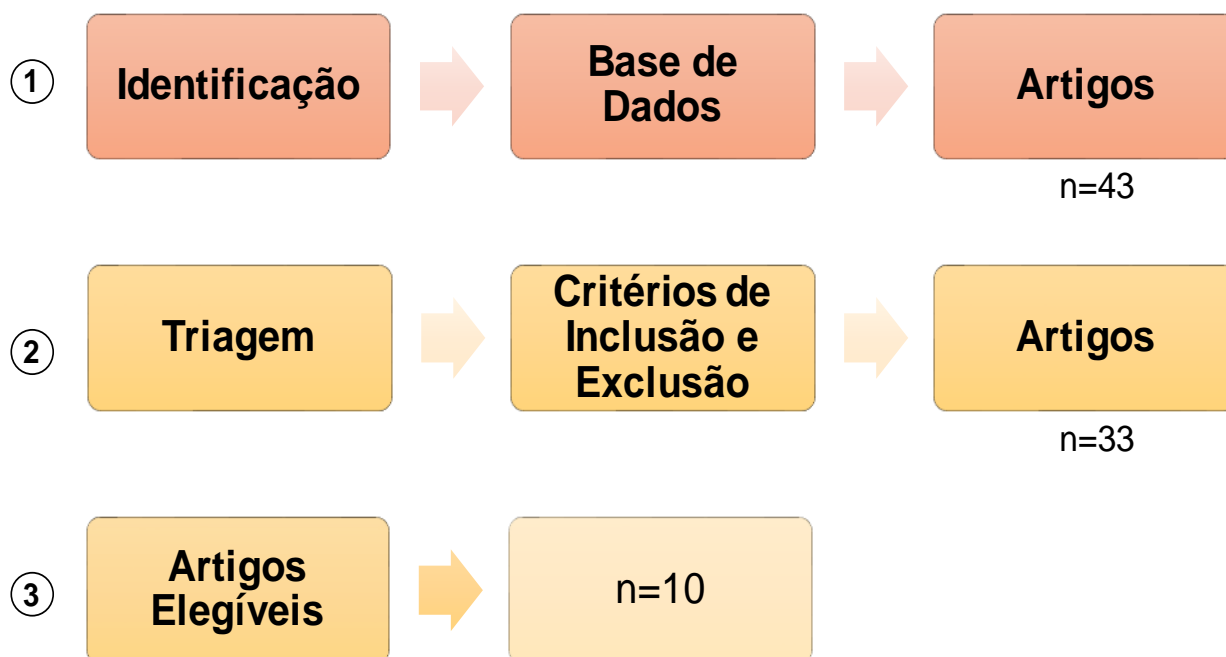 1
Identificação
Base de
Dados
Artigos
n=43
2
Triagem
Critérios de
Inclusão e
Exclusão
Artigos
n=33
3
Artigos
Elegíveis
n=10